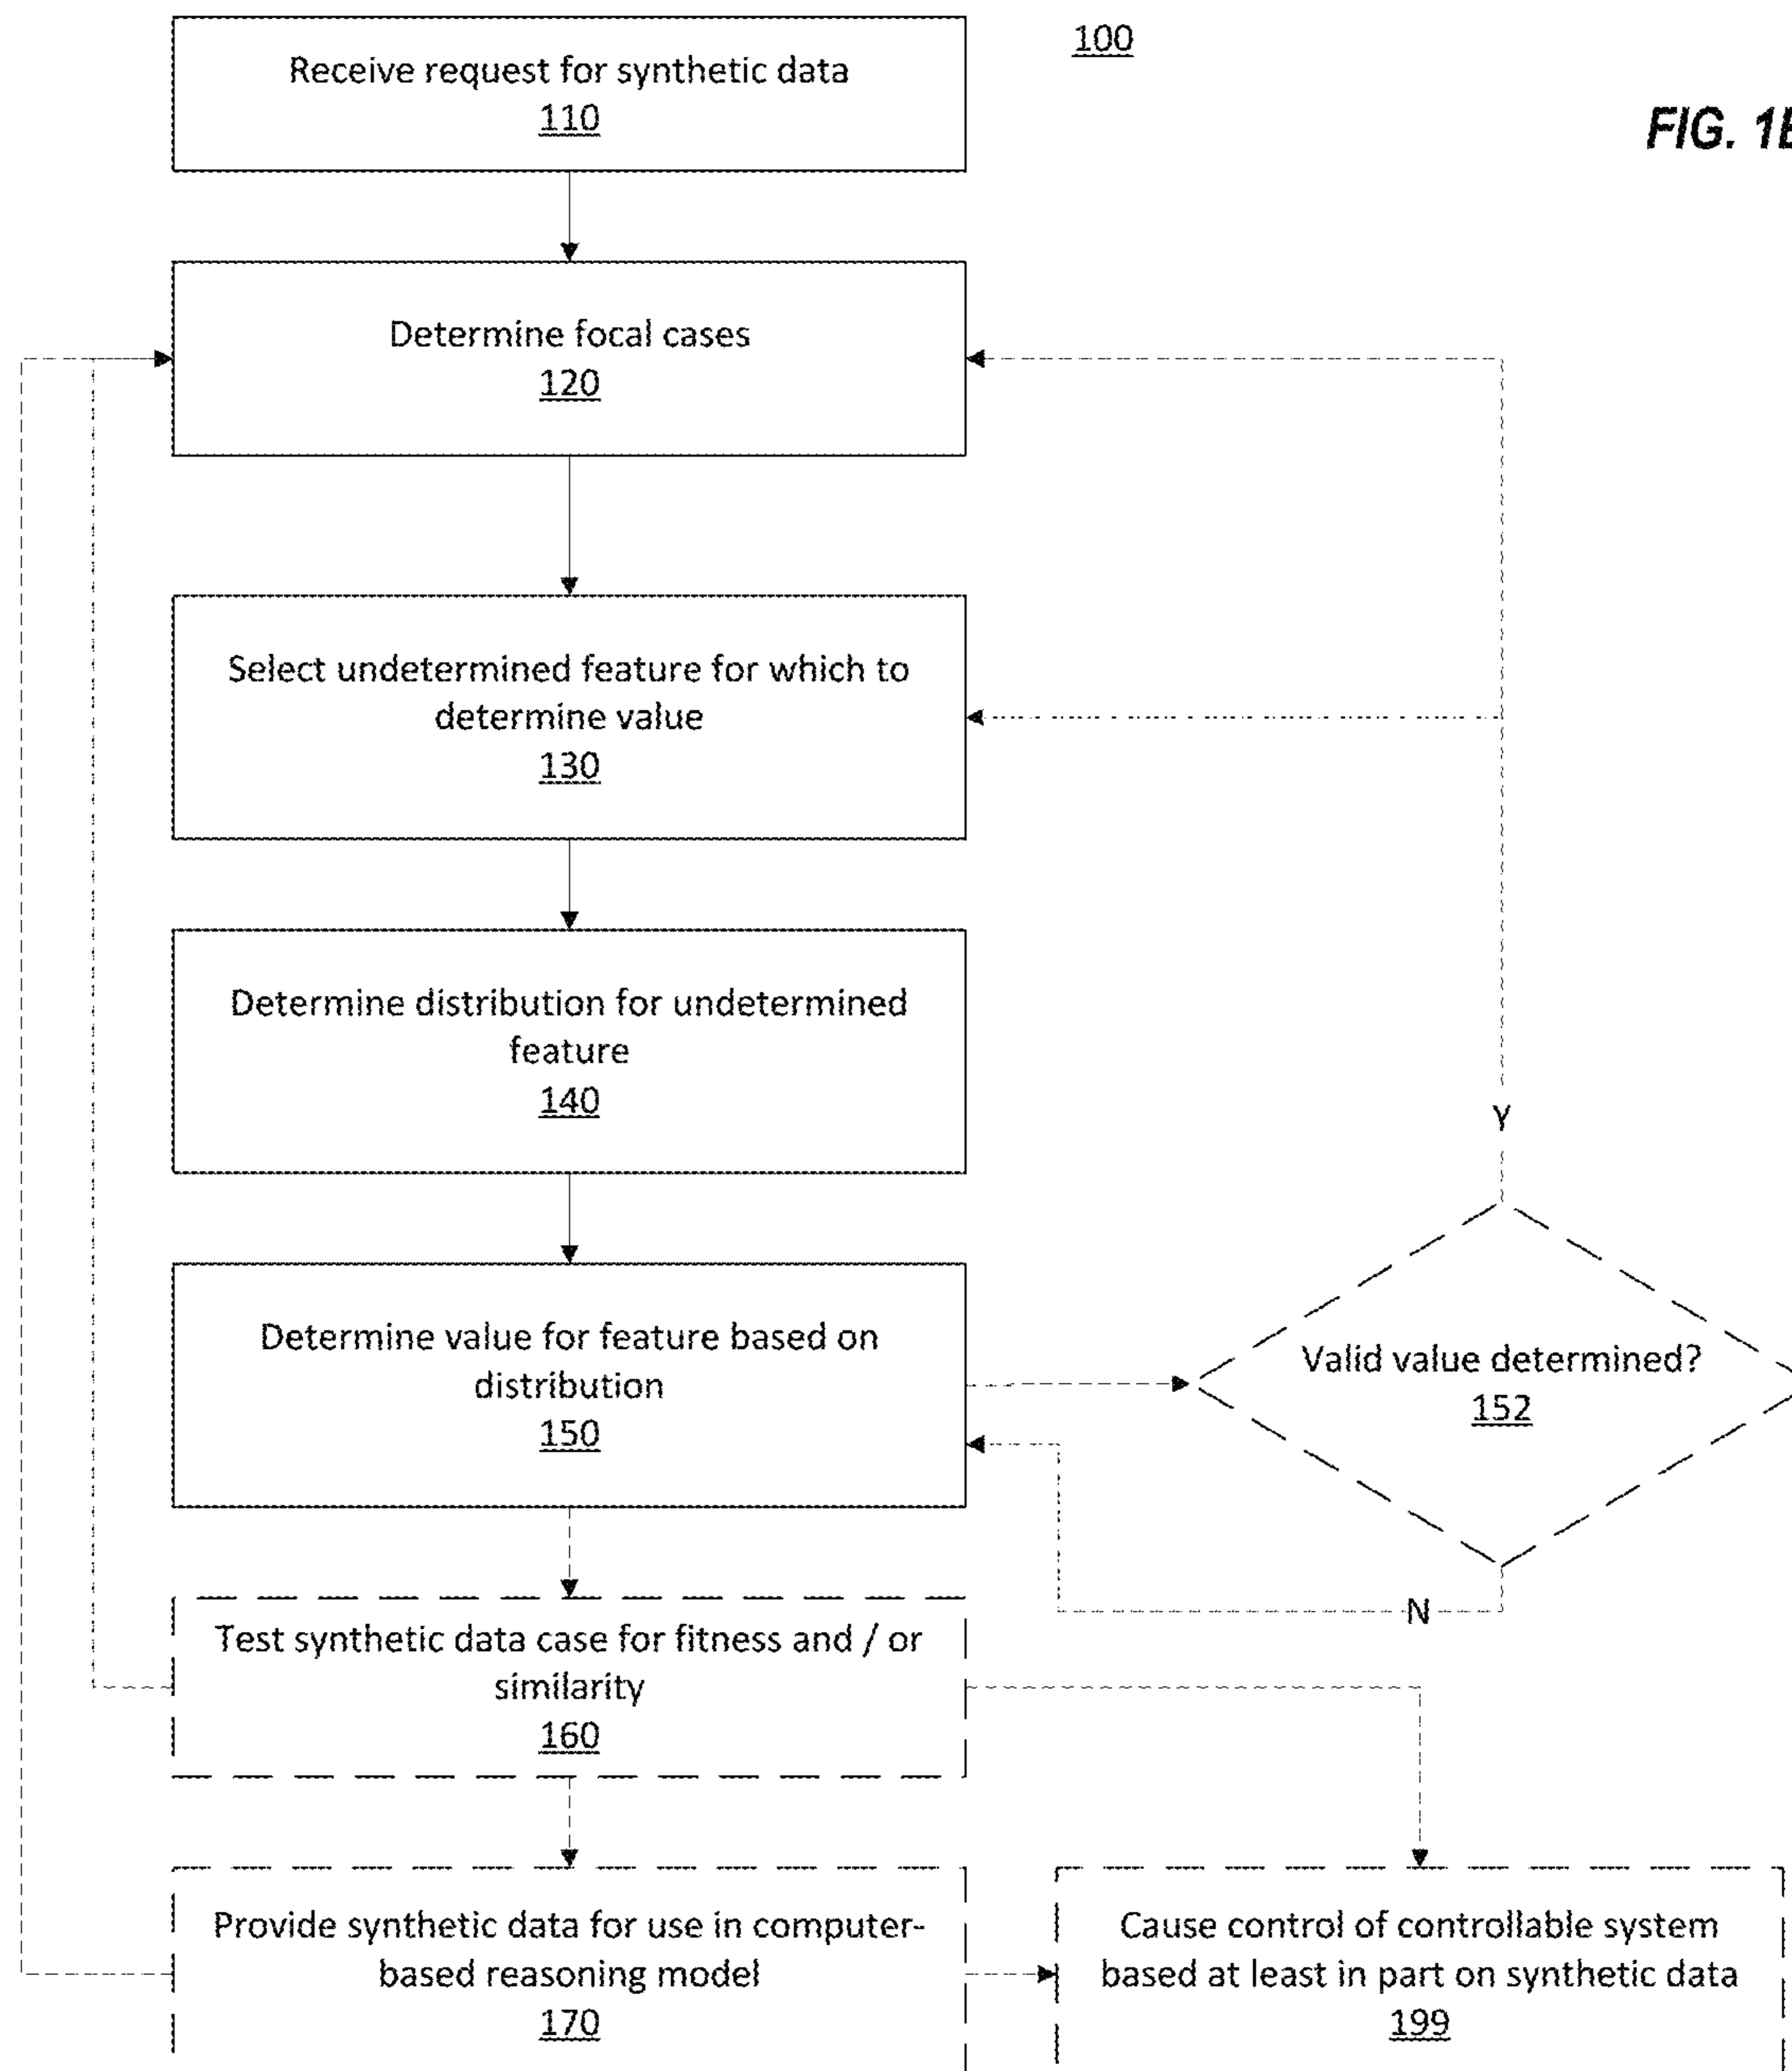 100
FIG. 1B
Receive request for synthetic data
110
Determine focal cases
120
Select undetermined feature for which to
determine value
130
Determine distribution for undetermined
feature
140
Y
Determine value for feature based on
distribution
150
Valid value determined?
152
N
Test synthetic data case for fitness and / or
similarity
160
Provide synthetic data for use in computer-
based reasoning model
170
Cause control of controllable system
based at least in part on synthetic data
199